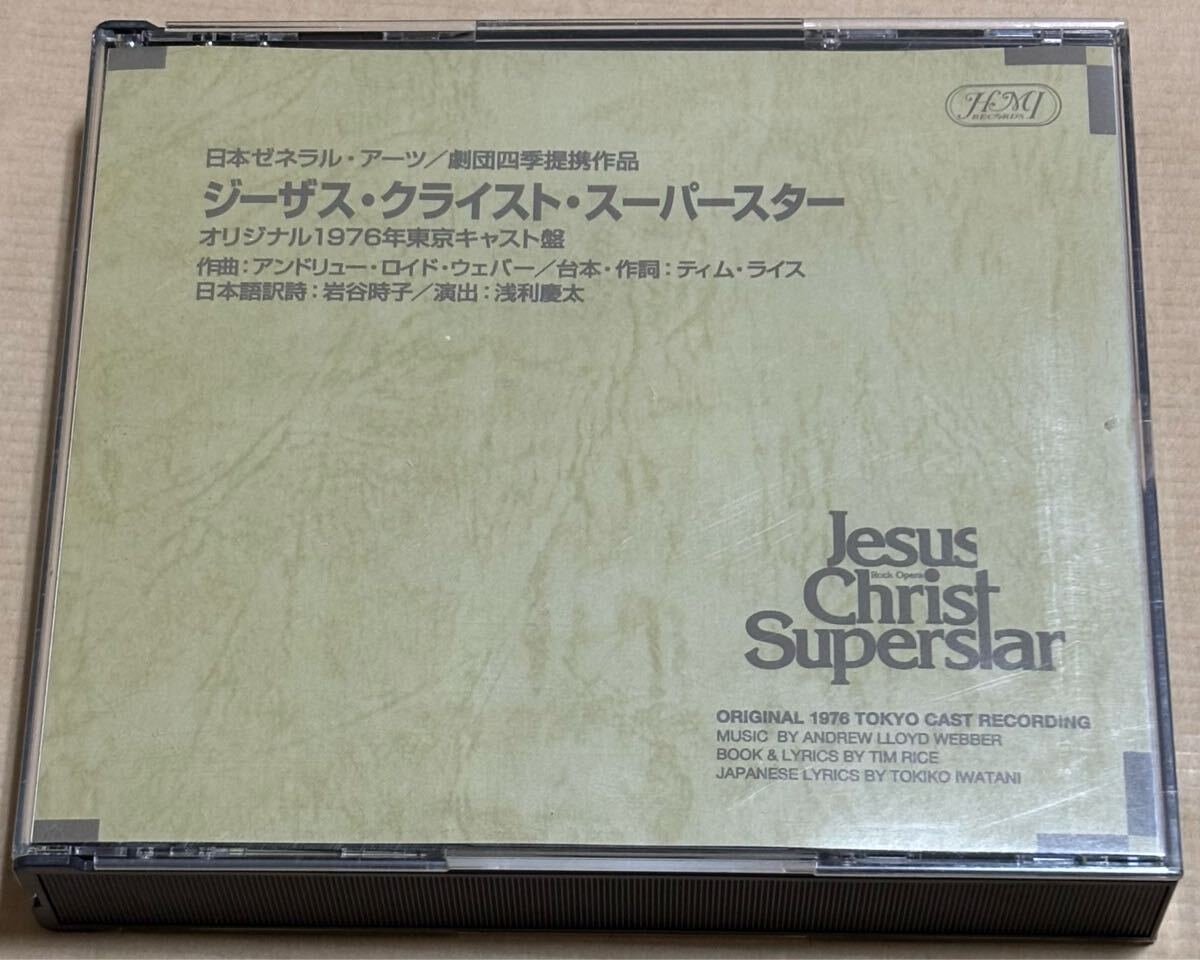 HMI
RECORDS
日本ゼネラル・アーツ／劇団四季提携作品
ジーザス・クライスト・スーパースター
オリジナル1976年東京キャスト盤
作曲：アンドリュー・ロイド・ウェバー／台本・作詞：ティム・ライス
日本語訳詩：岩谷時子／演出：浅利慶太
Jesus
Rock Opera
Christ
Superstar
ORIGINAL 1976 TOKYO CAST RECORDING
MUSIC BY ANDREW LLOYD WEBBER
BOOK & LYRICS BY TIM RICE
JAPANESE LYRICS BY TOKIKO IWATANI